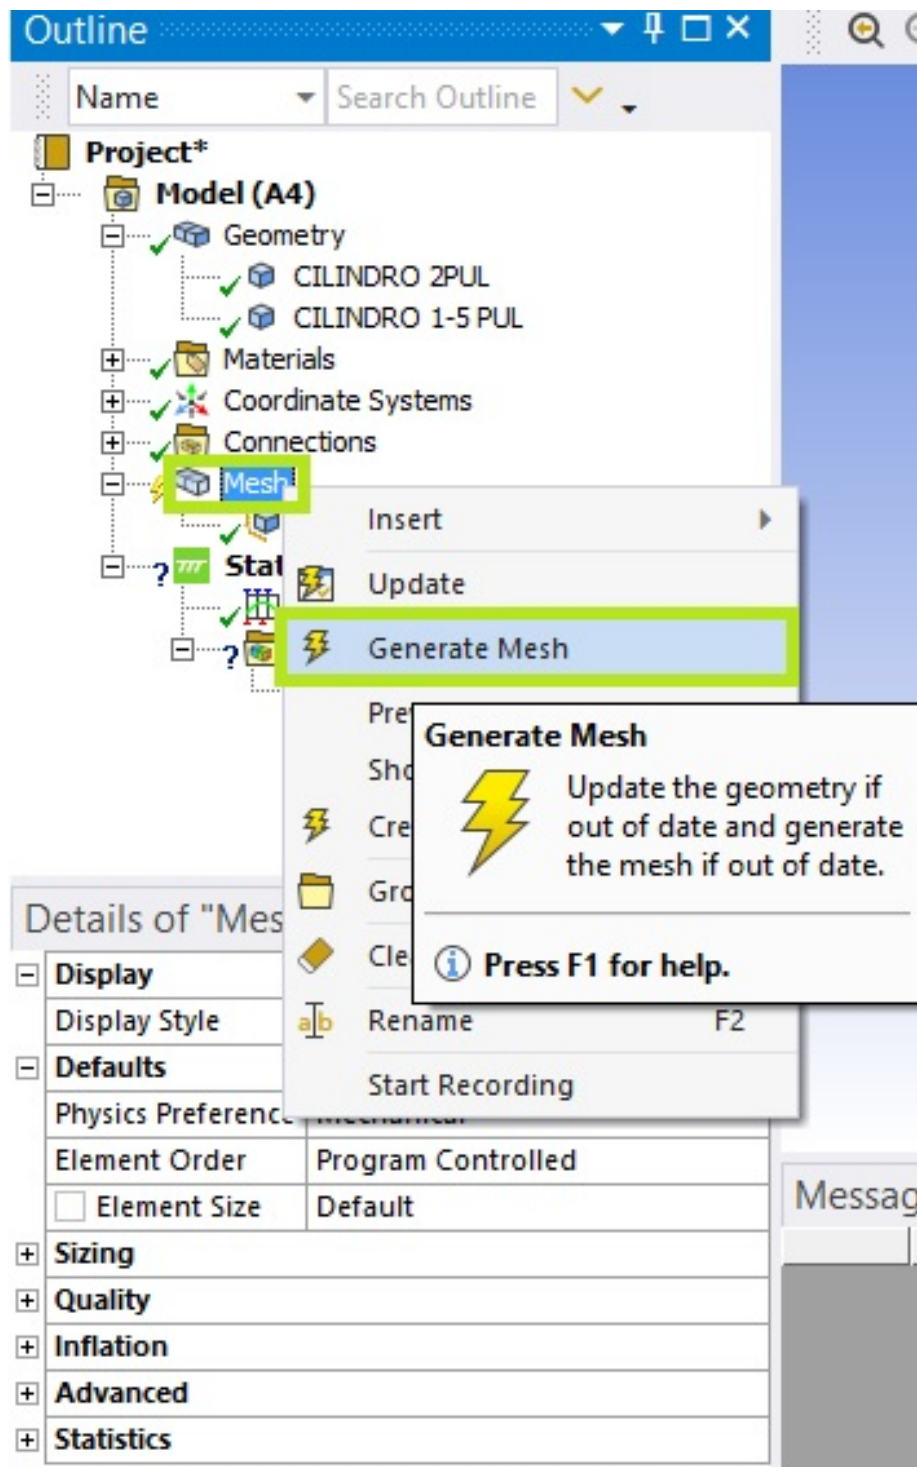 Outline
Name Search Outline
Project*
Model (A4)
Geometry
CILINDRO 2PUL
CILINDRO 1-5 PUL
Materials
Coordinate Systems
Connections
Mesh
Insert
Update
Stat
Generate Mesh
Pre
Generate Mesh
Sho
Update the geometry if
out of date and generate
the mesh if out of date.
Cre
Gro
Details of "Mes
Cle
Press F1 for help.
Display
Display Style
Rename F2
Defaults
Start Recording
Physics Preference Mechanical
Element Order Program Controlled
Element Size Default
Messag
Sizing
Quality
Inflation
Advanced
Statistics